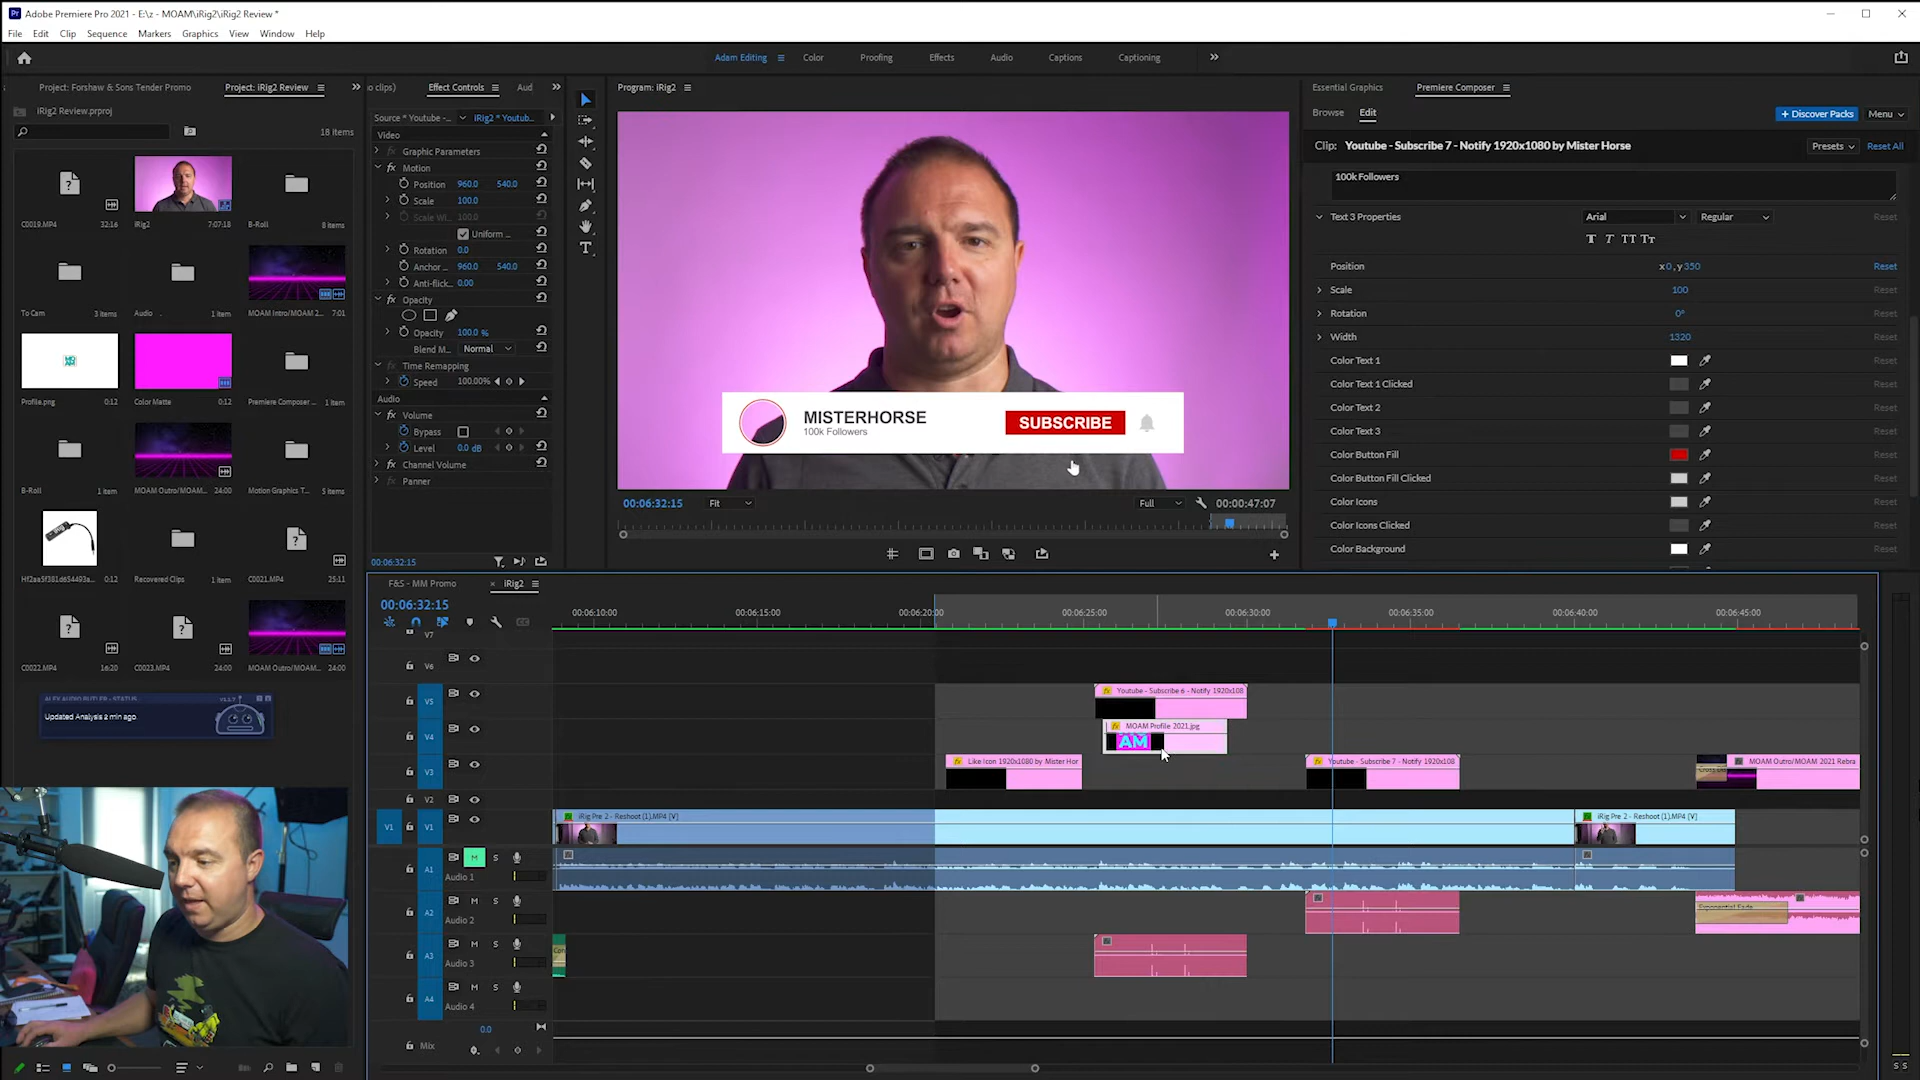 Adobe Premiere Pro 2021 - E:\z - MOAM\iRig2\iRig2 Review *
File Edit Clip Sequence Markers Graphics View Window Help
Adam Editing Color Proofing Effects Audio Captions Captioning
Project: Forshaw & Sons Tender Promo Project: iRig2 Review
iRig2 Review.prproj
18 items
C0019.MP4 32:16 iRig2 7:07:18 B-Roll 8 items
To Cam 3 items Audio 1 item MOAM Intro/MOAM 2... 7:01
Profile.png 0:12 Color Matte 0:12 Premiere Composer ... 1 item
B-Roll 1 item MOAM Outro/MOAM... 24:00 Motion Graphics T... 5 items
Hf2aa5f381d654493a... 0:12 Recovered Clips 1 item C0021.MP4 25:11
C0022.MP4 16:20 C0023.MP4 24:00 MOAM Outro/MOAM... 24:00
ALEX AUDIO BUTLER - STATUS
Updated Analysis 2 min ago
o clips) Effect Controls Aud
Source * Youtube - ... iRig2 * Youtub...
Video
Graphic Parameters
Motion
Position 960.0 540.0
Scale 100.0
Scale Wi... 100.0
Uniform ...
Rotation 0.0
Anchor ... 960.0 540.0
Anti-flick... 0.00
Opacity
Opacity 100.0 %
Blend M... Normal
Time Remapping
Speed 100.00%
Audio
Volume
Bypass
Level 0.0 dB
Channel Volume
Panner
00:06:32:15
Program: iRig2
MISTERHORSE
100k Followers
SUBSCRIBE
00:06:32:15 Fit Full 00:00:47:07
Essential Graphics Premiere Composer
Browse Edit + Discover Packs Menu
Clip: Youtube - Subscribe 7 - Notify 1920x1080 by Mister Horse Presets Reset All
100k Followers
Text 3 Properties Arial Regular Reset
T T TT Tt
Position x 0, y 350 Reset
Scale 100 Reset
Rotation 0° Reset
Width 1320 Reset
Color Text 1 Reset
Color Text 1 Clicked Reset
Color Text 2 Reset
Color Text 3 Reset
Color Button Fill Reset
Color Button Fill Clicked Reset
Color Icons Reset
Color Icons Clicked Reset
Color Background Reset
F&S - MM Promo iRig2
00:06:32:15
00:06:10:00 00:06:15:00 00:06:20:00 00:06:25:00 00:06:30:00 00:06:35:00 00:06:40:00 00:06:45:00
V7
V6
V5 Youtube - Subscribe 6 - Notify 1920x108
V4 MOAM Profile 2021.jpg
AM
V3 Like Icon 1920x1080 by Mister Hor Youtube - Subscribe 7 - Notify 1920x108 MOAM Outro/MOAM 2021 Rebra
V2
V1 V1 iRig Pre 2 - Reshoot (1).MP4 [V] iRig Pre 2 - Reshoot (1).MP4 [V]
A1 M S
Audio 1
A2 M S
Audio 2
Exponential Fade
A3 M S
Audio 3
Con
A4 M S
Audio 4
0.0
Mix
S S